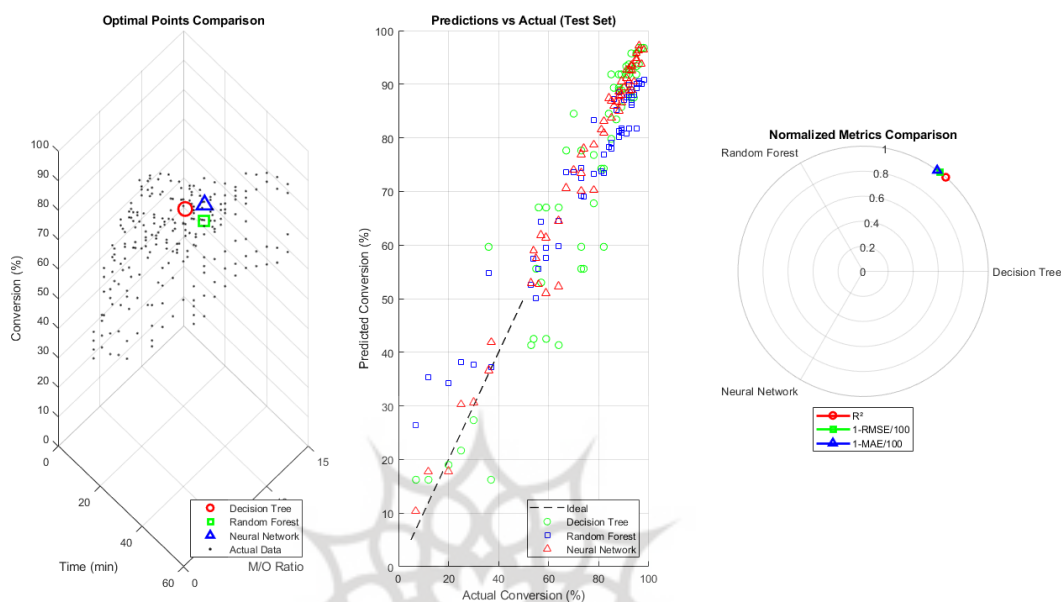 Optimal Points Comparison
100
90
80
70
60
50
40
30
20
10
0
Conversion (%)
0
20
40
60
Time (min)
0
15
M/O Ratio
Decision Tree
Random Forest
Neural Network
Actual Data
Predictions vs Actual (Test Set)
100
90
80
70
60
50
40
30
20
10
0
Predicted Conversion (%)
0
20
40
60
80
100
Actual Conversion (%)
Ideal
Decision Tree
Random Forest
Neural Network
Normalized Metrics Comparison
Random Forest
1
0.8
0.6
0.4
0.2
0
Decision Tree
Neural Network
R²
1-RMSE/100
1-MAE/100